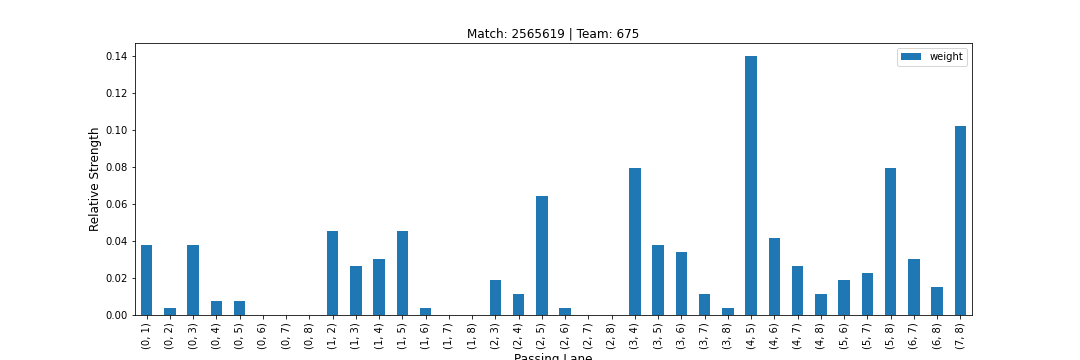 Match: 2565619 | Team: 675
weight
Relative Strength
0.14
0.12
0.10
0.08
0.06
0.04
0.02
0.00
(0, 1) (0, 2) (0, 3) (0, 4) (0, 5) (0, 6) (0, 7) (0, 8) (1, 2) (1, 3) (1, 4) (1, 5) (1, 6) (1, 7) (1, 8) (2, 3) (2, 4) (2, 5) (2, 6) (2, 7) (2, 8) (3, 4) (3, 5) (3, 6) (3, 7) (3, 8) (4, 5) (4, 6) (4, 7) (4, 8) (5, 6) (5, 7) (5, 8) (6, 7) (6, 8) (7, 8)
Passing Lane